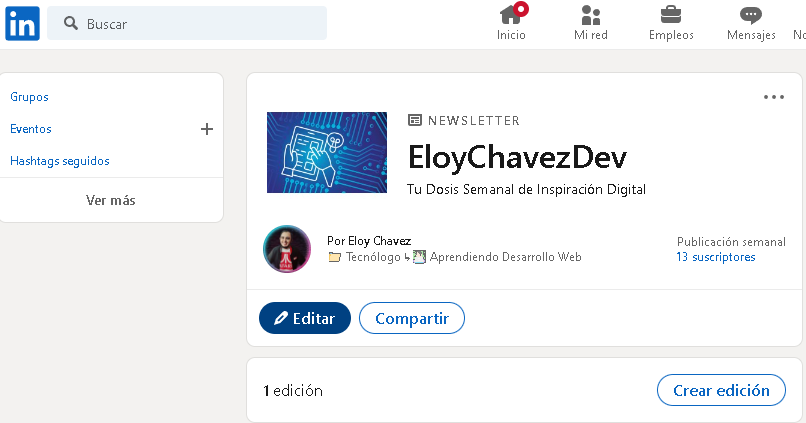 in
Buscar
Inicio
Mi red
Empleos
Mensajes
No
Grupos
Eventos
Hashtags seguidos
Ver más
NEWSLETTER
EloyChavezDev
Tu Dosis Semanal de Inspiración Digital
Por Eloy Chavez
Tecnólogo ↳ Aprendiendo Desarrollo Web
Publicación semanal
13 suscriptores
Editar
Compartir
1 edición
Crear edición